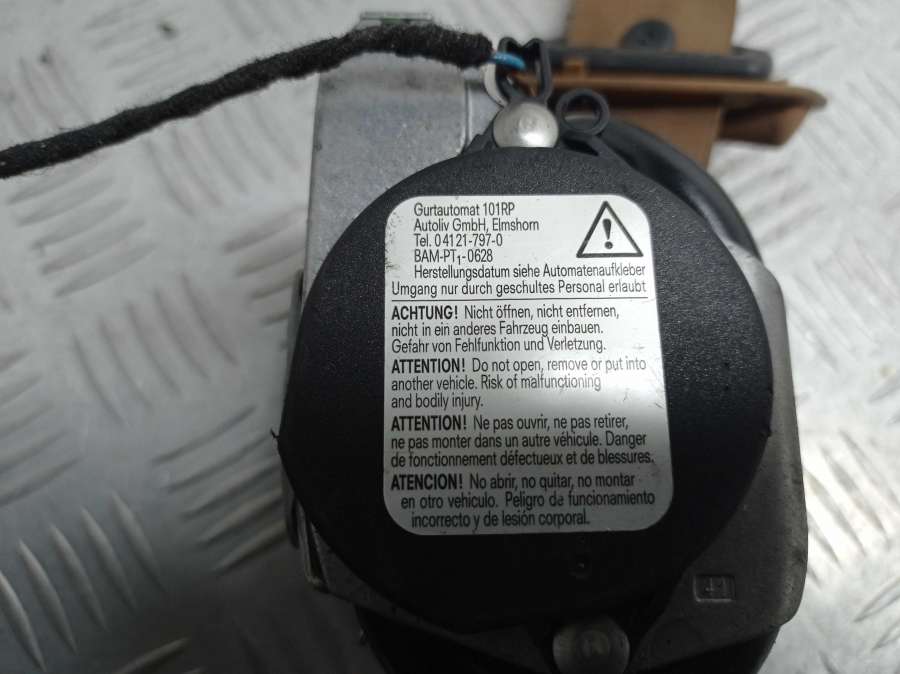 Gurtautomat 101RP
Autoliv GmbH, Elmshorn
Tel. 04121-797-0
BAM-PT₁-0628
Herstellungsdatum siehe Automatenaufkleber
Umgang nur durch geschultes Personal erlaubt
ACHTUNG! Nicht öffnen, nicht entfernen,
nicht in ein anderes Fahrzeug einbauen.
Gefahr von Fehlfunktion und Verletzung.
ATTENTION! Do not open, remove or put into
another vehicle. Risk of malfunctioning
and bodily injury.
ATTENTION! Ne pas ouvrir, ne pas retirer,
ne pas monter dans un autre véhicule. Danger
de fonctionnement défectueux et de blessures.
ATENCION! No abrir, no quitar, no montar
en otro vehiculo. Peligro de funcionamiento
incorrecto y de lesión corporal.